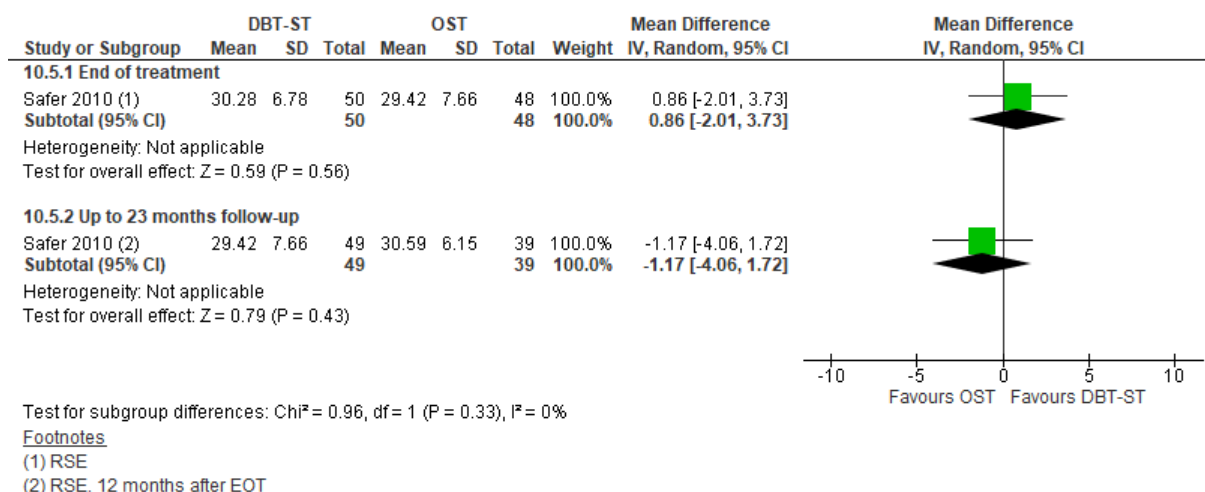 DBT-ST OST Mean Difference Mean Difference
Study or Subgroup Mean SD Total Mean SD Total Weight IV, Random, 95% CI IV, Random, 95% CI
10.5.1 End of treatment
Safer 2010 (1) 30.28 6.78 50 29.42 7.66 48 100.0% 0.86 [-2.01, 3.73]
Subtotal (95% CI) 50 48 100.0% 0.86 [-2.01, 3.73]
Heterogeneity: Not applicable
Test for overall effect: Z = 0.59 (P = 0.56)
10.5.2 Up to 23 months follow-up
Safer 2010 (2) 29.42 7.66 49 30.59 6.15 39 100.0% -1.17 [-4.06, 1.72]
Subtotal (95% CI) 49 39 100.0% -1.17 [-4.06, 1.72]
Heterogeneity: Not applicable
Test for overall effect: Z = 0.79 (P = 0.43)
-10 -5 0 5 10
Favours OST Favours DBT-ST
Test for subgroup differences: Chi² = 0.96, df = 1 (P = 0.33), I² = 0%
Footnotes
(1) RSE
(2) RSE, 12 months after EOT